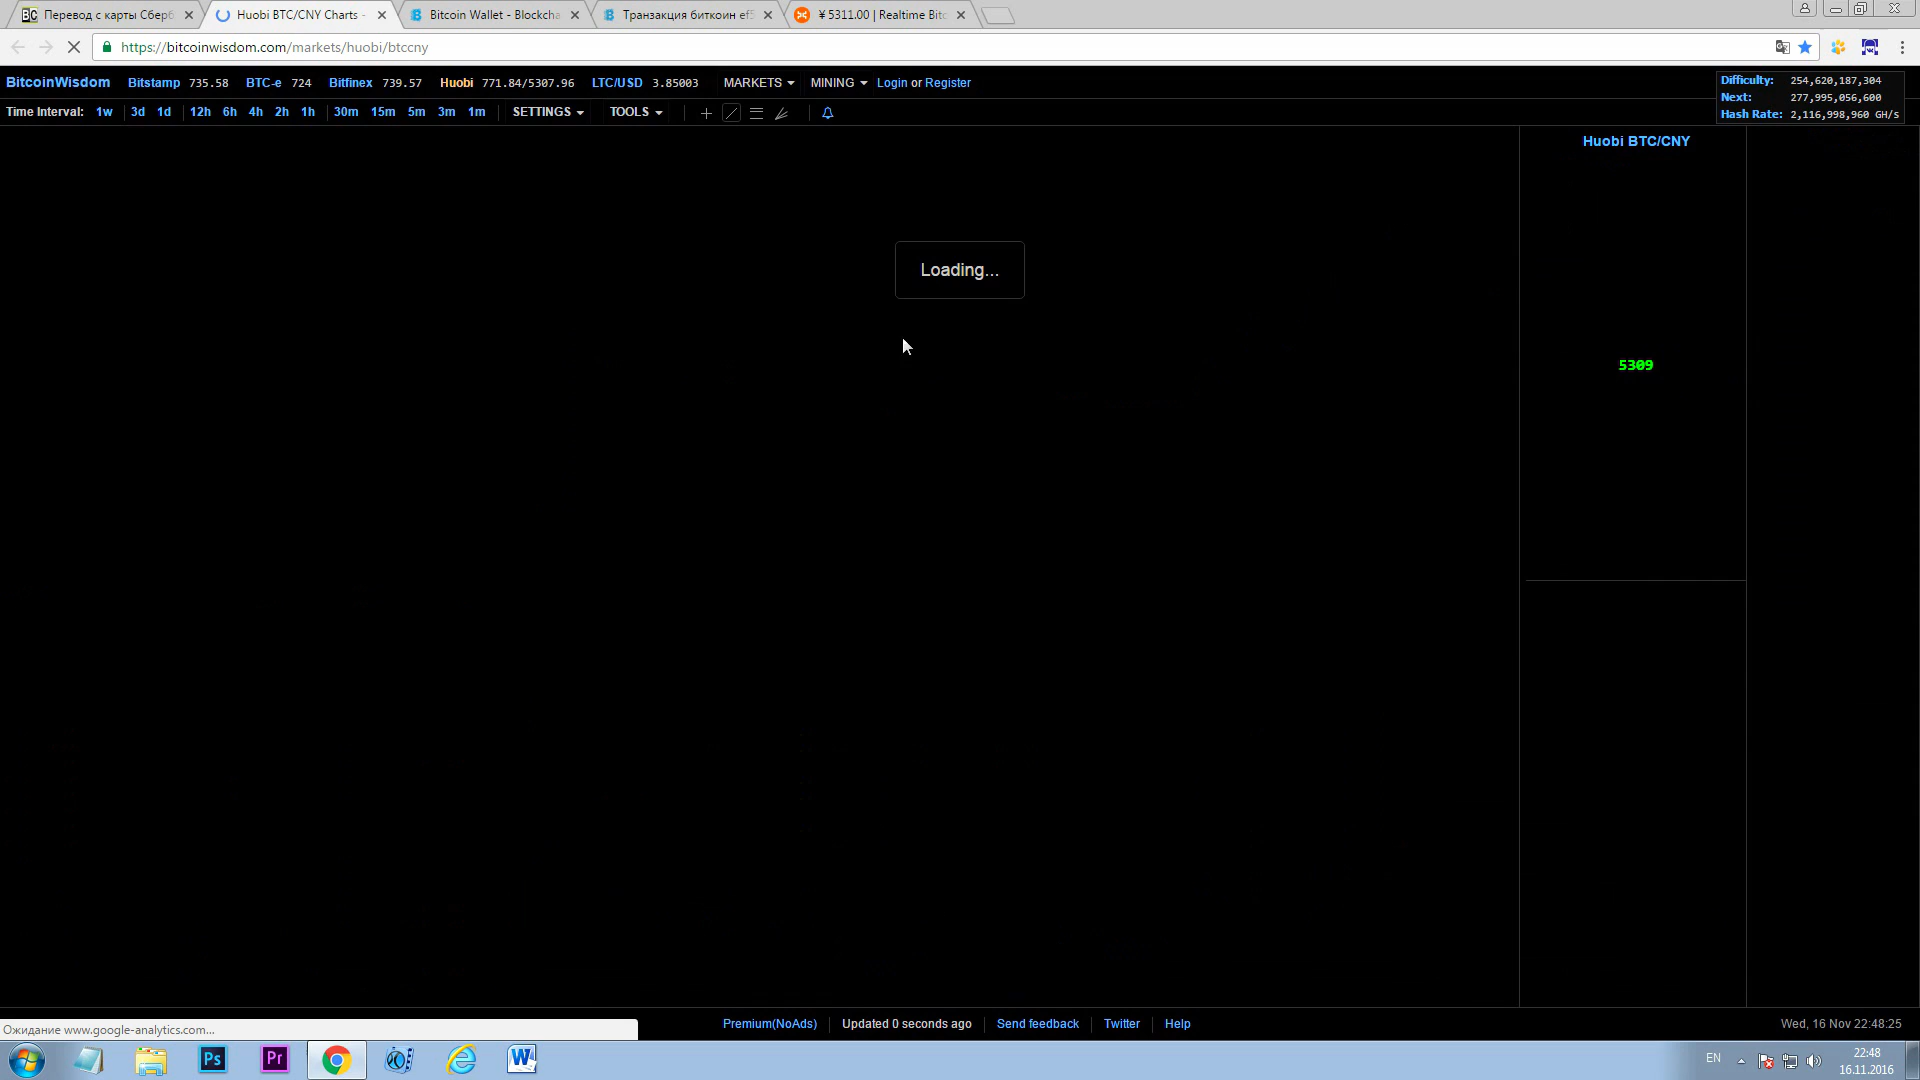 Перевод с карты Сберб
Huobi BTC/CNY Charts -
Bitcoin Wallet - Blockcha
Транзакция биткоин ef5
¥ 5311.00 | Realtime Bitc
https://bitcoinwisdom.com/markets/huobi/btccny
BitcoinWisdom Bitstamp 735.58 BTC-e 724 Bitfinex 739.57 Huobi 771.84/5307.96 LTC/USD 3.85003 MARKETS MINING Login or Register
Difficulty: 254,620,187,304
Next: 277,995,056,600
Hash Rate: 2,116,998,960 GH/s
Time Interval: 1w 3d 1d 12h 6h 4h 2h 1h 30m 15m 5m 3m 1m SETTINGS TOOLS
Huobi BTC/CNY
Loading...
5309
Premium(NoAds) Updated 0 seconds ago Send feedback Twitter Help
Wed, 16 Nov 22:48:25
Ожидание www.google-analytics.com...
Ps
Pr
W
EN
22:48
16.11.2016